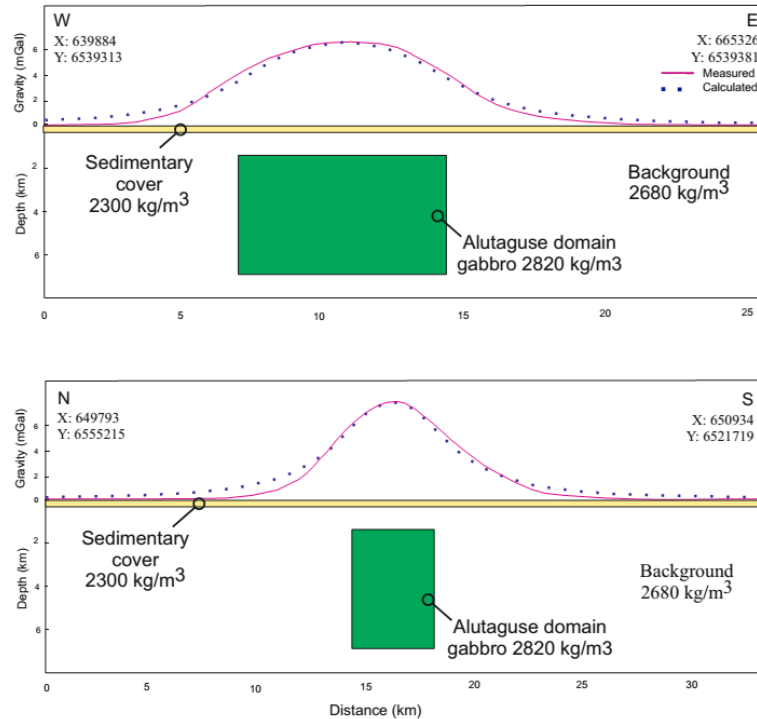 W
E
X: 639884
Y: 6539313
X: 665326
Y: 6539381
Measured
Calculated
Gravity (mGal)
6
4
2
0
Sedimentary
cover
2300 kg/m3
Background
2680 kg/m3
Alutaguse domain
gabbro 2820 kg/m3
Depth (km)
2
4
6
0
5
10
15
20
25
N
S
X: 649793
Y: 6555215
X: 650934
Y: 6521719
Gravity (mGal)
6
4
2
0
Sedimentary
cover
2300 kg/m3
Background
2680 kg/m3
Alutaguse domain
gabbro 2820 kg/m3
Depth (km)
2
4
6
0
5
10
15
20
25
30
Distance (km)